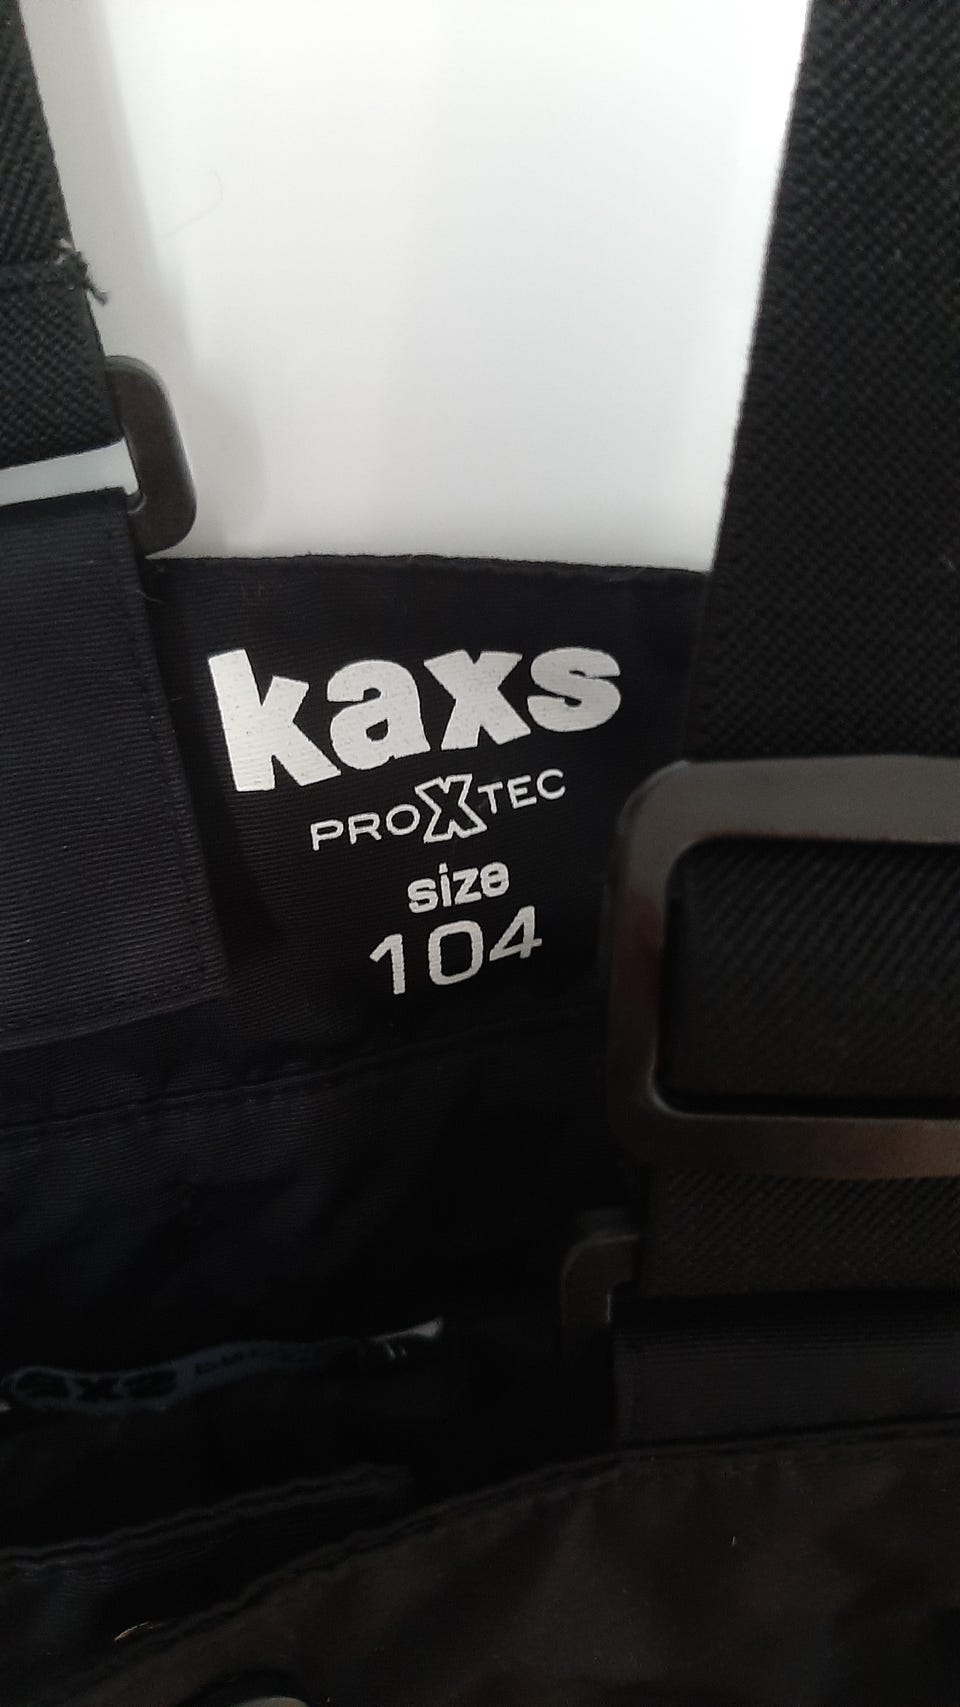 kaxs
PROXTEC
size
104